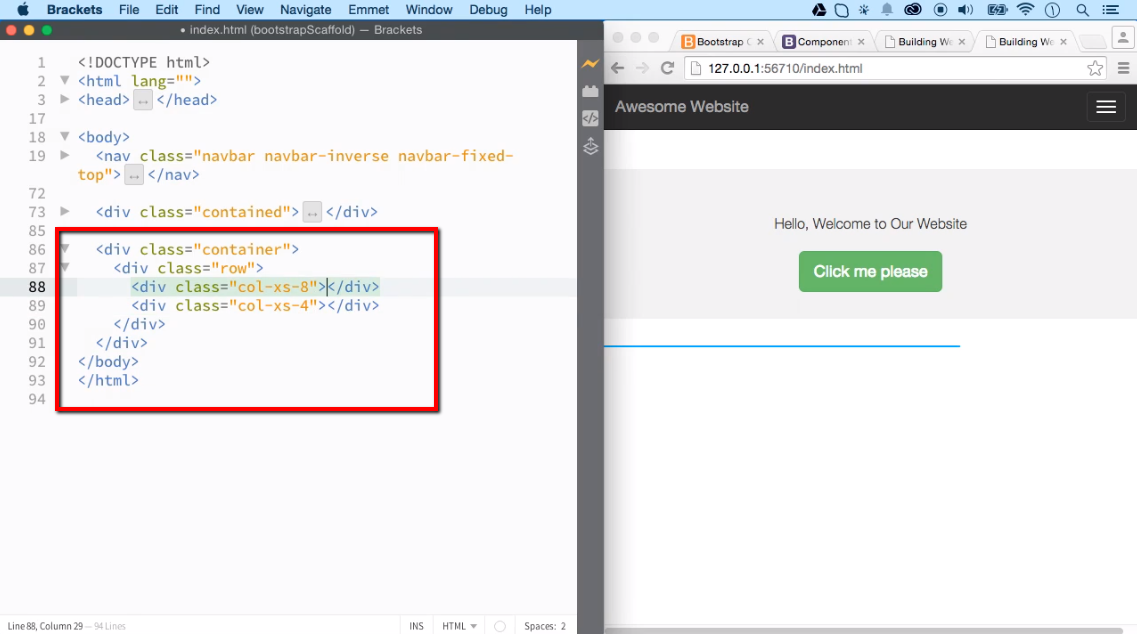 Brackets File Edit Find View Navigate Emmet Window Debug Help
• index.html (bootstrapScaffold) — Brackets
1 <!DOCTYPE html>
2 <html lang="">
3 <head> ↔ </head>
17
18 <body>
19 <nav class="navbar navbar-inverse navbar-fixed-
top"> ↔ </nav>
72
73 <div class="contained"> ↔ </div>
85
86 <div class="container">
87 <div class="row">
88 <div class="col-xs-8"></div>
89 <div class="col-xs-4"></div>
90 </div>
91 </div>
92 </body>
93 </html>
94
Line 88, Column 29 — 94 Lines
INS HTML Spaces: 2
Bootstrap Component Building We Building We
127.0.0.1:56710/index.html
Awesome Website
Hello, Welcome to Our Website
Click me please